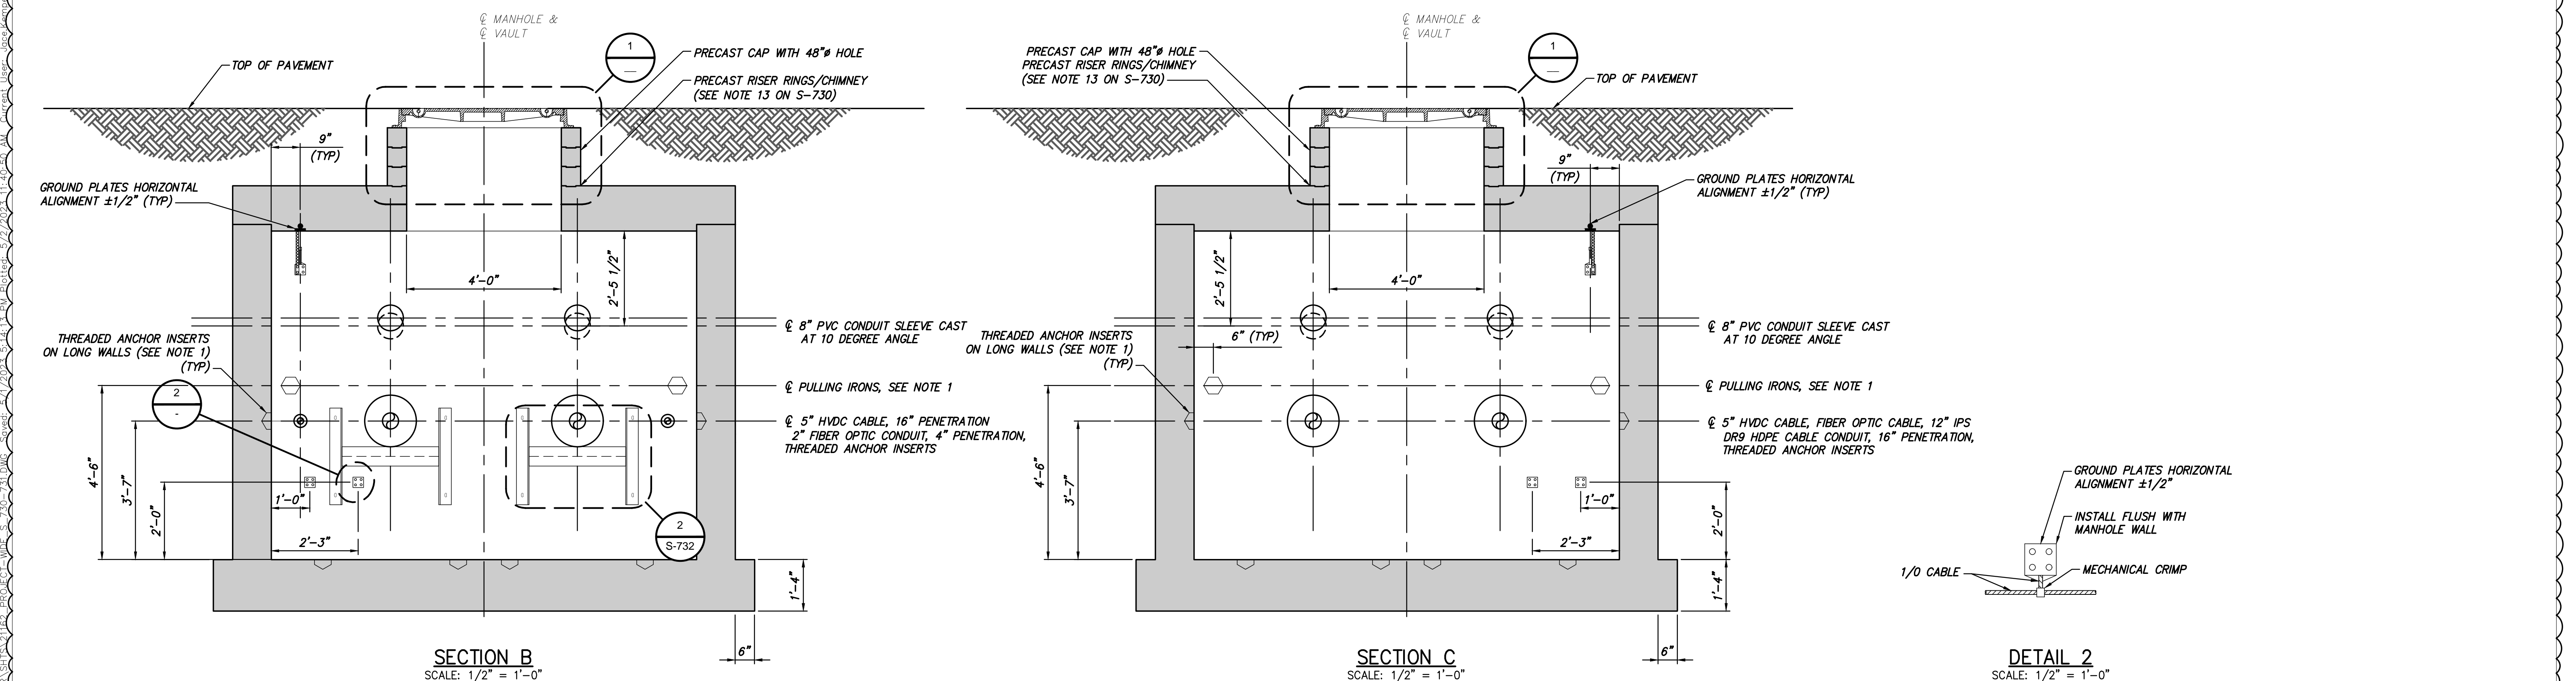 ℄ MANHOLE &
℄ VAULT
1
TOP OF PAVEMENT
PRECAST CAP WITH 48"ø HOLE
PRECAST RISER RINGS/CHIMNEY
(SEE NOTE 13 ON S-730)
9"
(TYP)
GROUND PLATES HORIZONTAL
ALIGNMENT ±1/2" (TYP)
4'-0"
2'-5 1/2"
℄ 8" PVC CONDUIT SLEEVE CAST
AT 10 DEGREE ANGLE
THREADED ANCHOR INSERTS
ON LONG WALLS (SEE NOTE 1)
(TYP)
℄ PULLING IRONS, SEE NOTE 1
2
-
℄ 5" HVDC CABLE, 16" PENETRATION
2" FIBER OPTIC CONDUIT, 4" PENETRATION,
THREADED ANCHOR INSERTS
4'-6"
3'-7"
2'-0"
1'-0"
2'-3"
2
S-732
1'-4"
6"
SECTION B
SCALE: 1/2" = 1'-0"
℄ MANHOLE &
℄ VAULT
1
PRECAST CAP WITH 48"ø HOLE
PRECAST RISER RINGS/CHIMNEY
(SEE NOTE 13 ON S-730)
TOP OF PAVEMENT
9"
(TYP)
GROUND PLATES HORIZONTAL
ALIGNMENT ±1/2" (TYP)
4'-0"
2'-5 1/2"
℄ 8" PVC CONDUIT SLEEVE CAST
AT 10 DEGREE ANGLE
THREADED ANCHOR INSERTS
ON LONG WALLS (SEE NOTE 1)
(TYP)
6" (TYP)
℄ PULLING IRONS, SEE NOTE 1
℄ 5" HVDC CABLE, FIBER OPTIC CABLE, 12" IPS
DR9 HDPE CABLE CONDUIT, 16" PENETRATION,
THREADED ANCHOR INSERTS
4'-6"
3'-7"
1'-0"
2'-0"
2'-3"
1'-4"
6"
SECTION C
SCALE: 1/2" = 1'-0"
GROUND PLATES HORIZONTAL
ALIGNMENT ±1/2"
INSTALL FLUSH WITH
MANHOLE WALL
1/0 CABLE
MECHANICAL CRIMP
DETAIL 2
SCALE: 1/2" = 1'-0"